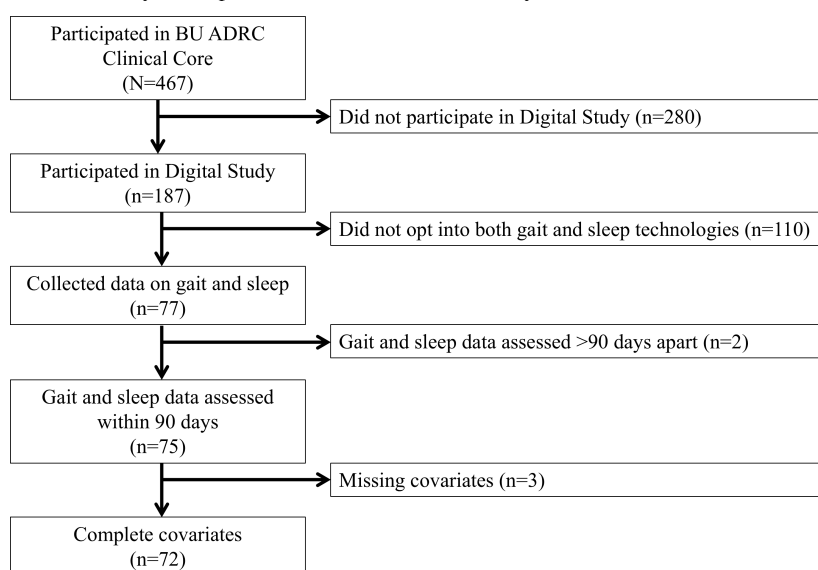 Participated in BU ADRC
Clinical Core
(N=467)
Did not participate in Digital Study (n=280)
Participated in Digital Study
(n=187)
Did not opt into both gait and sleep technologies (n=110)
Collected data on gait and sleep
(n=77)
Gait and sleep data assessed >90 days apart (n=2)
Gait and sleep data assessed
within 90 days
(n=75)
Missing covariates (n=3)
Complete covariates
(n=72)